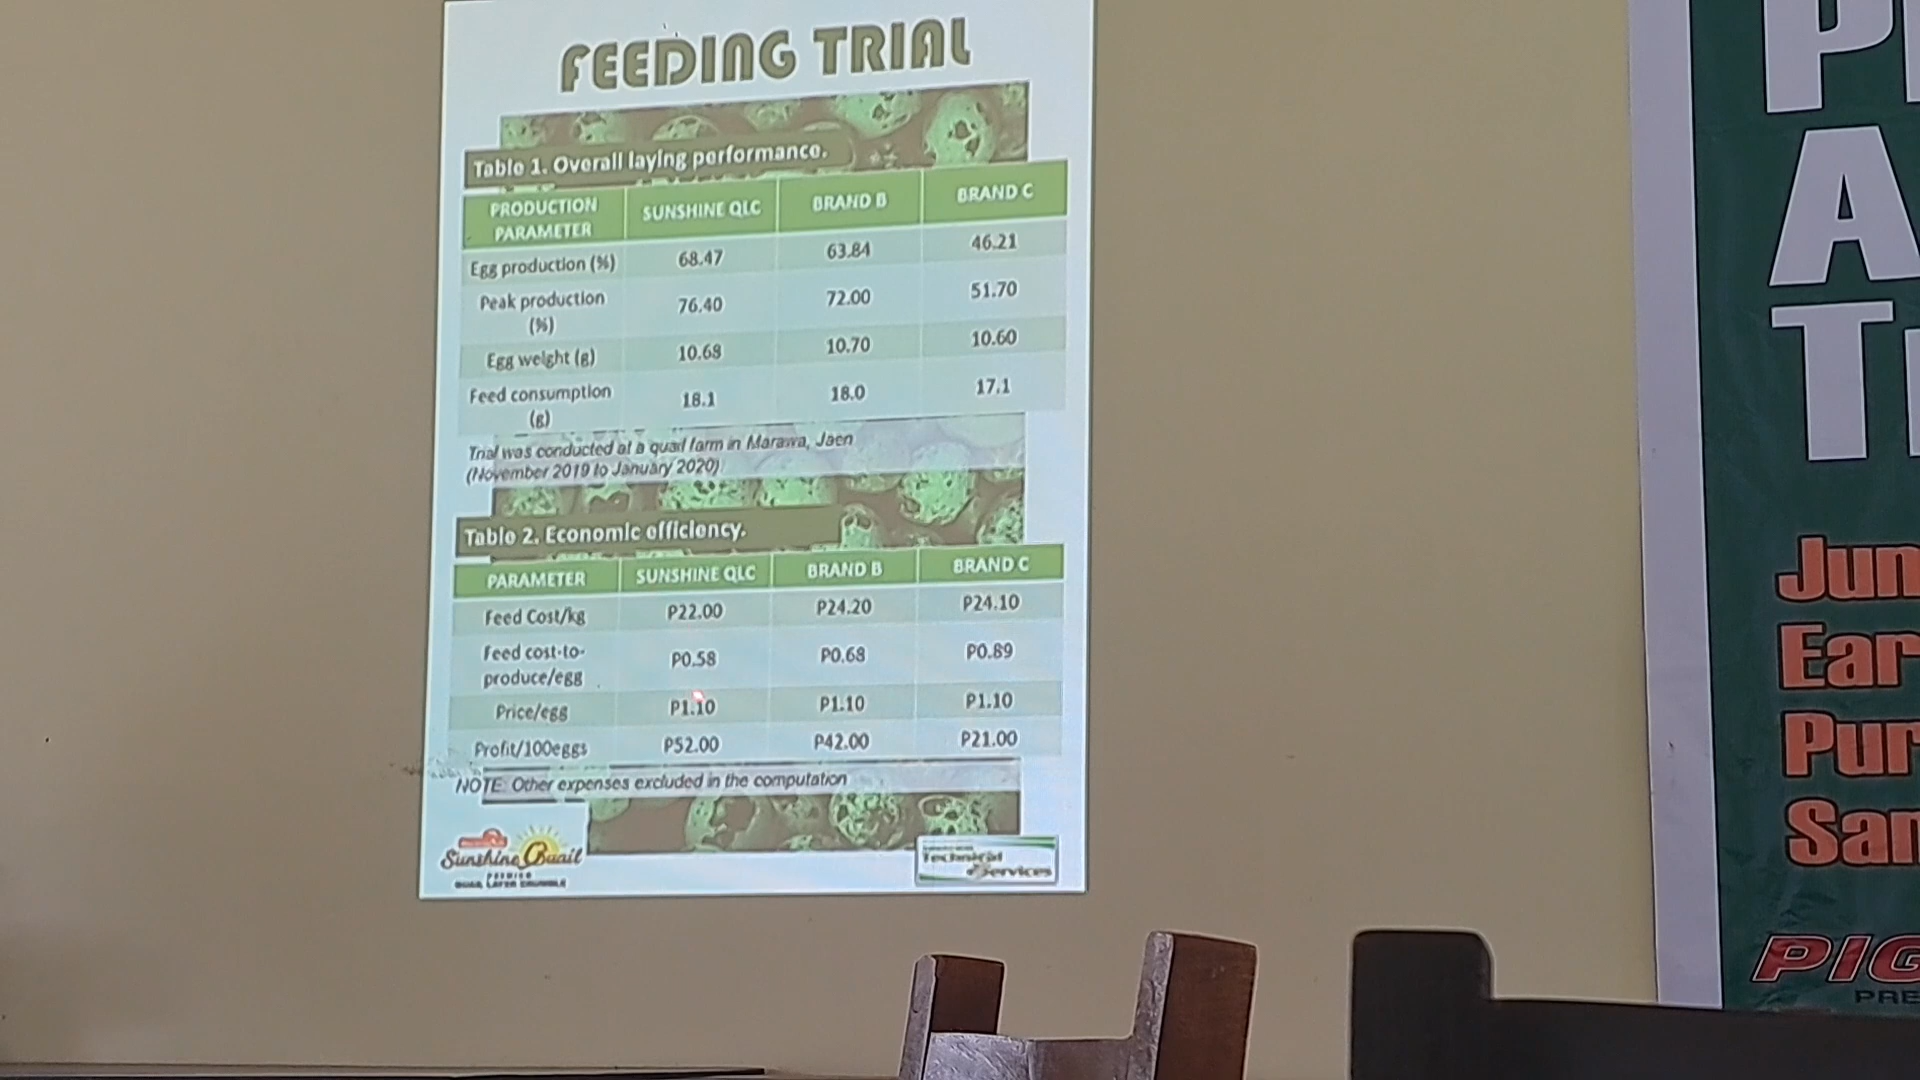 FEEDING TRIAL
Table 1. Overall laying performance.
PRODUCTION PARAMETER SUNSHINE QLC BRAND B BRAND C
Egg production (%) 68.47 63.84 46.21
Peak production (%) 76.40 72.00 51.70
Egg weight (g) 10.68 10.70 10.60
Feed consumption (g) 18.1 18.0 17.1
Trial was conducted at a quail farm in Marawa, Jaen
(November 2019 to January 2020)
Table 2. Economic efficiency.
PARAMETER SUNSHINE QLC BRAND B BRAND C
Feed Cost/kg P22.00 P24.20 P24.10
Feed cost-to-produce/egg P0.58 P0.68 P0.89
Price/egg P1.10 P1.10 P1.10
Profit/100eggs P52.00 P42.00 P21.00
NOTE: Other expenses excluded in the computation
Sunshine
PREMIUM
QUAIL LAYER CRUMBLE
Technical
Services
P
A
T
Jun
Ear
Pur
San
PIG
PRE